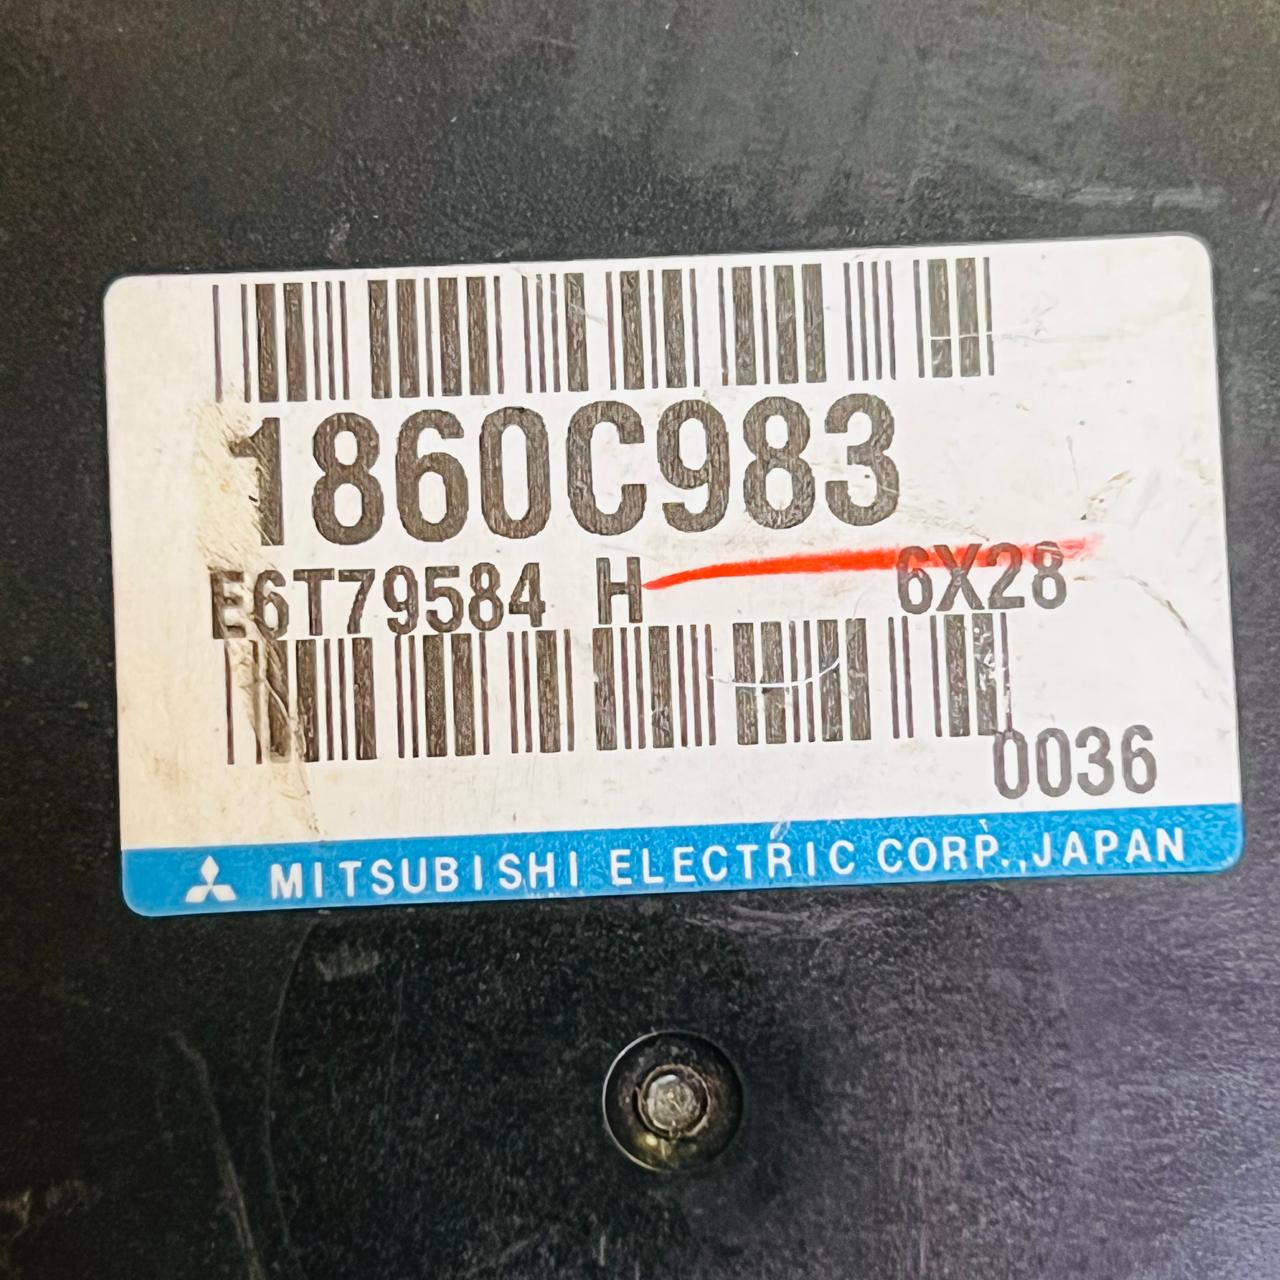 1860C983
E6T79584 H 6X28
0036
MITSUBISHI ELECTRIC CORP.,JAPAN